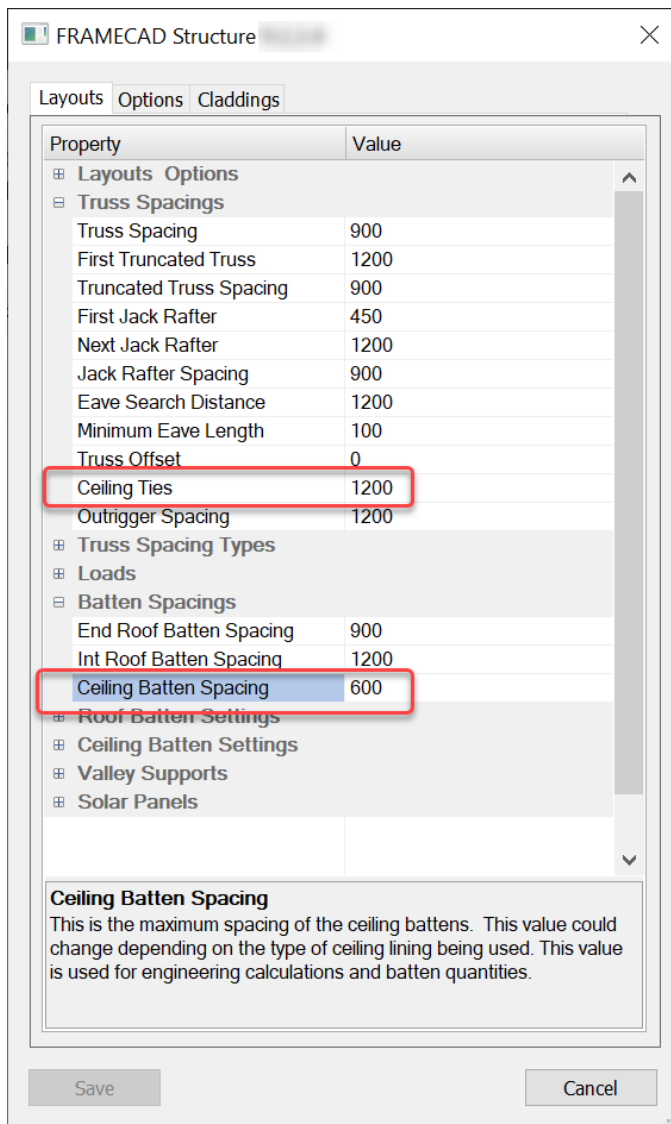 FRAMECAD Structure
Layouts Options Claddings
Property Value
Layouts Options
Truss Spacings
Truss Spacing 900
First Truncated Truss 1200
Truncated Truss Spacing 900
First Jack Rafter 450
Next Jack Rafter 1200
Jack Rafter Spacing 900
Eave Search Distance 1200
Minimum Eave Length 100
Truss Offset 0
Ceiling Ties 1200
Outrigger Spacing 1200
Truss Spacing Types
Loads
Batten Spacings
End Roof Batten Spacing 900
Int Roof Batten Spacing 1200
Ceiling Batten Spacing 600
Roof Batten Settings
Ceiling Batten Settings
Valley Supports
Solar Panels
Ceiling Batten Spacing
This is the maximum spacing of the ceiling battens. This value could
change depending on the type of ceiling lining being used. This value
is used for engineering calculations and batten quantities.
Save Cancel